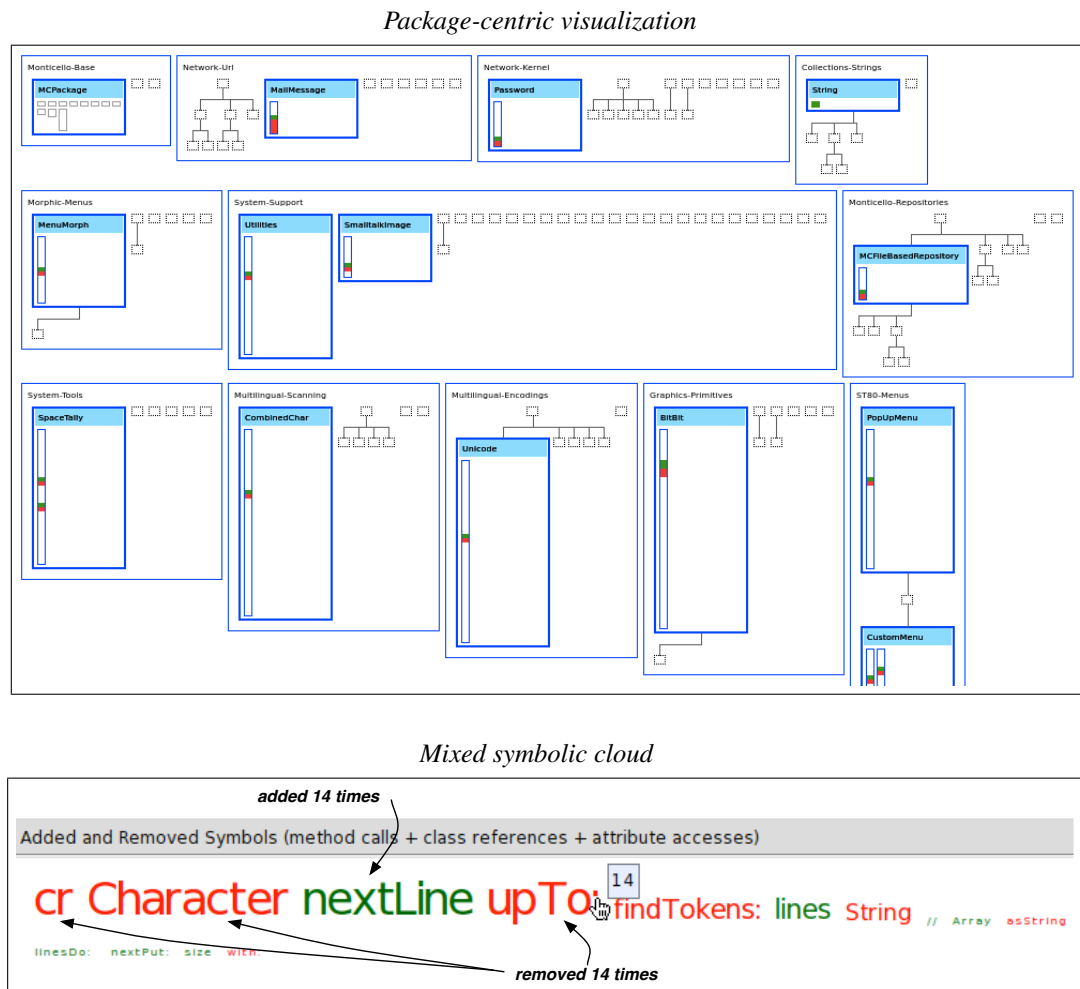 Package-centric visualization
Monticello-Base
Network-Url
Network-Kernel
Collections-Strings
MCPackage
MailMessage
Password
String
Morphic-Menus
System-Support
Monticello-Repositories
MenuMorph
Utilities
SmalltalkImage
MCFileBasedRepository
System-Tools
Multilingual-Scanning
Multilingual-Encodings
Graphics-Primitives
ST80-Menus
SpaceTally
CombinedChar
Unicode
BitBlt
PopUpMenu
CustomMenu
Mixed symbolic cloud
added 14 times
Added and Removed Symbols (method calls + class references + attribute accesses)
14
cr Character nextLine upTo: findTokens: lines String // Array asString
linesDo: nextPut: size with:
removed 14 times